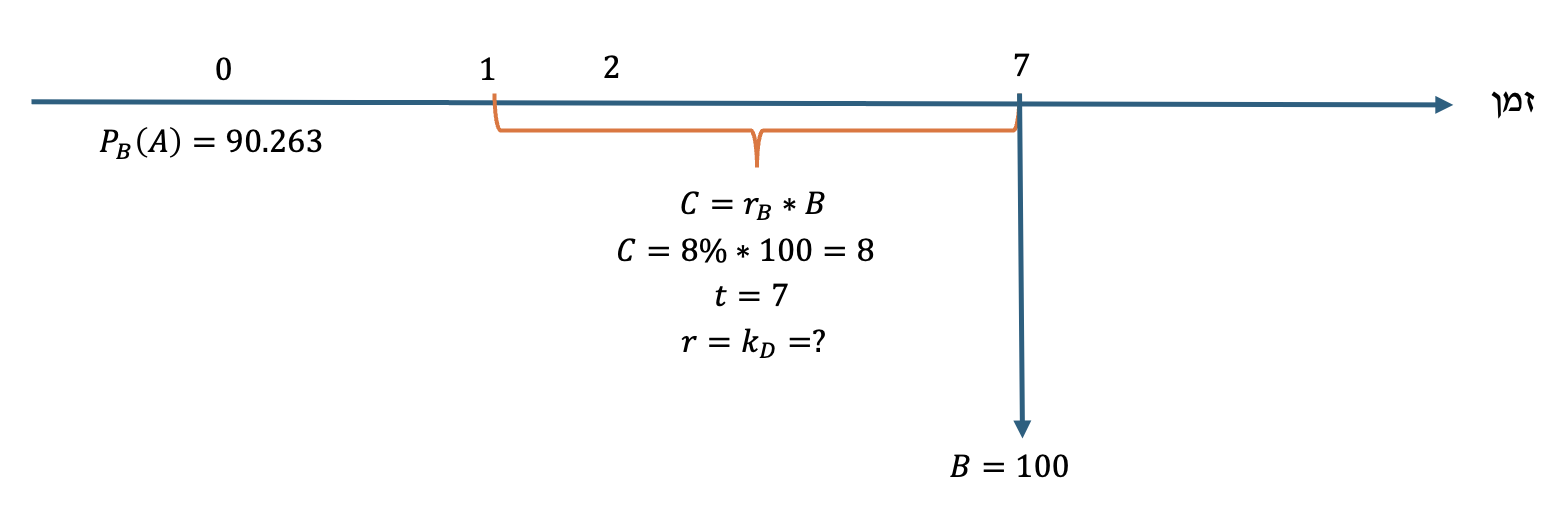 0 1 2 7
זמן
P_B(A) = 90.263
C = r_B * B
C = 8% * 100 = 8
t = 7
r = k_D =?
B = 100